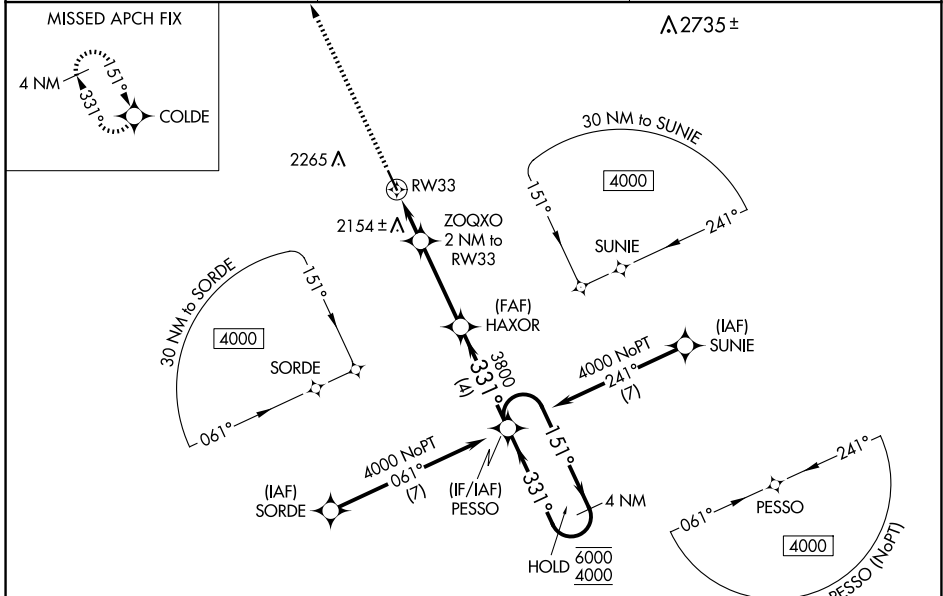 MISSED APCH FIX
4 NM
151°
331°
COLDE
2735 ±
2265
RW33
2154 ±
ZOQXO
2 NM to
RW33
30 NM to SUNIE
4000
151°
241°
SUNIE
30 NM to SORDE
4000
151°
SORDE
061°
(FAF)
HAXOR
3800
331°
(4)
(IAF)
SUNIE
4000 NoPT
241°
(7)
4000 NoPT
061°
(7)
(IAF)
SORDE
(IF/IAF)
PESSO
151°
331°
4 NM
HOLD
6000
4000
241°
061°
PESSO
4000
PESSO (NoPT)